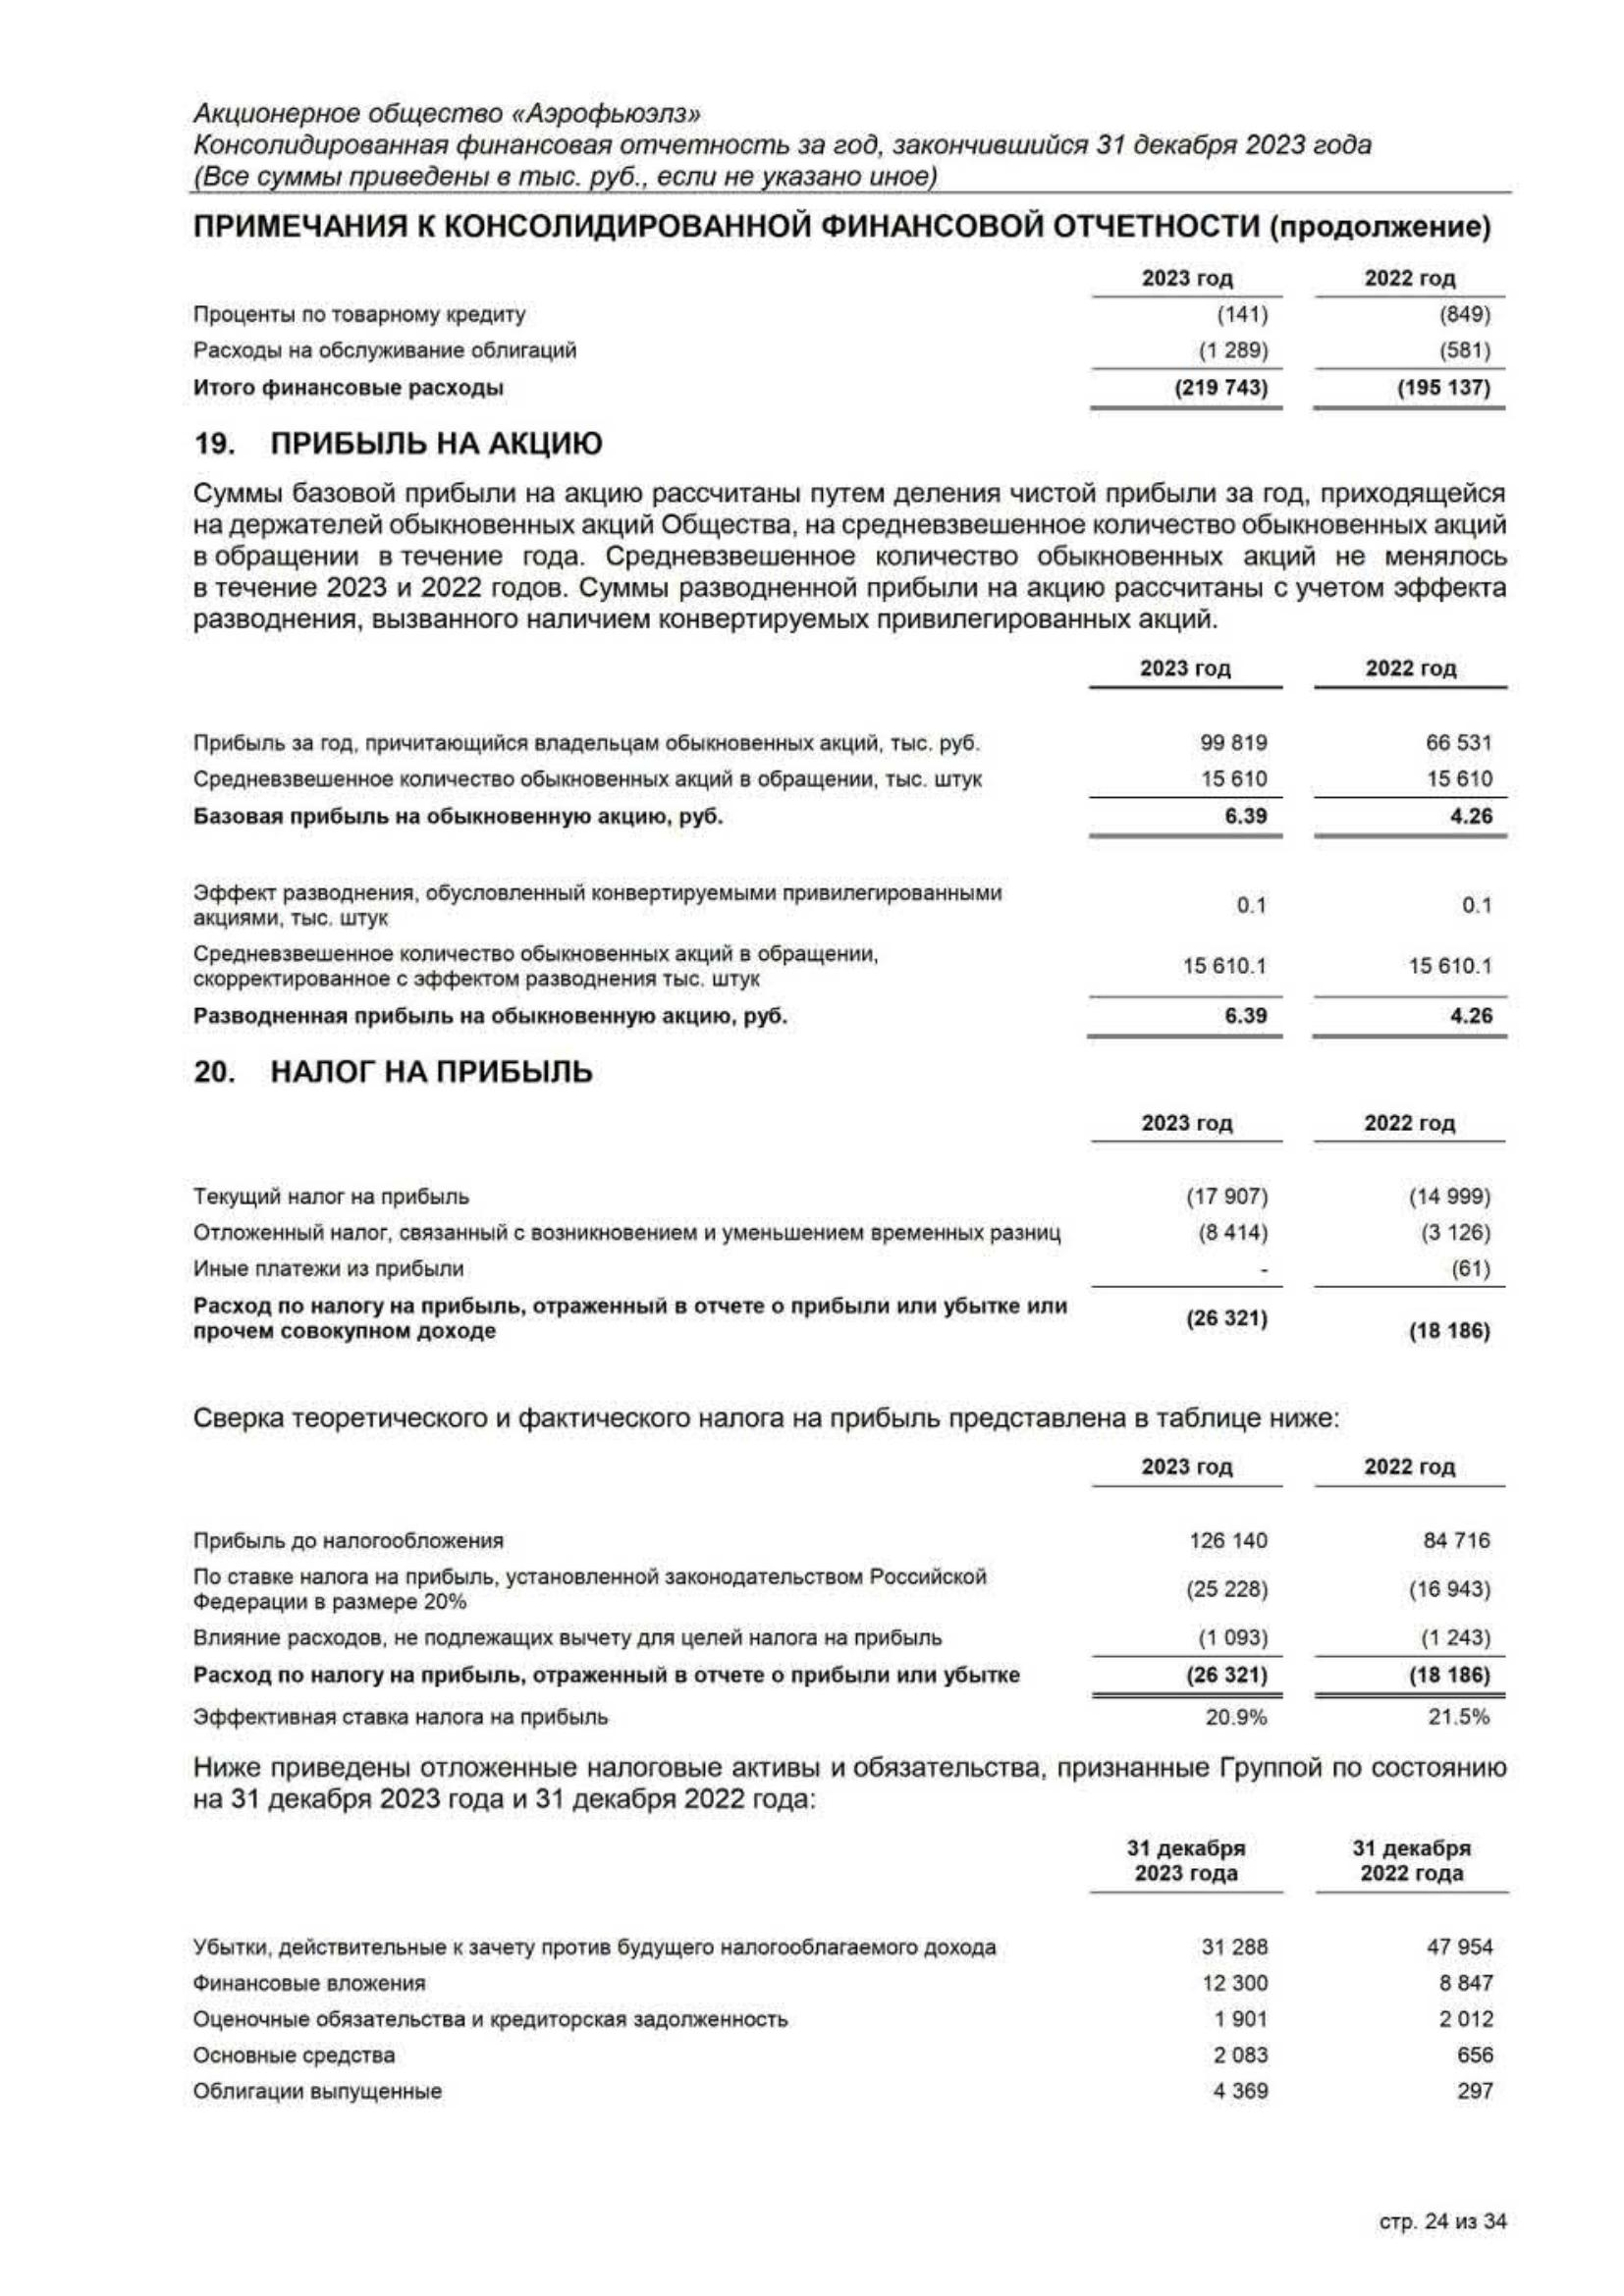 Акционерное общество «Аэрофьюэлз»
Консолидированная финансовая отчетность за год, закончившийся 31 декабря 2023 года
(Все суммы приведены в тыс. руб., если не указано иное)
ПРИМЕЧАНИЯ К КОНСОЛИДИРОВАННОЙ ФИНАНСОВОЙ ОТЧЕТНОСТИ (продолжение)
2023 год 2022 год
Проценты по товарному кредиту (141) (849)
Расходы на обслуживание облигаций (1 289) (581)
Итого финансовые расходы (219 743) (195 137)
19. ПРИБЫЛЬ НА АКЦИЮ
Суммы базовой прибыли на акцию рассчитаны путем деления чистой прибыли за год, приходящейся
на держателей обыкновенных акций Общества, на средневзвешенное количество обыкновенных акций
в обращении в течение года. Средневзвешенное количество обыкновенных акций не менялось
в течение 2023 и 2022 годов. Суммы разводненной прибыли на акцию рассчитаны с учетом эффекта
разводнения, вызванного наличием конвертируемых привилегированных акций.
2023 год 2022 год
Прибыль за год, причитающийся владельцам обыкновенных акций, тыс. руб. 99 819 66 531
Средневзвешенное количество обыкновенных акций в обращении, тыс. штук 15 610 15 610
Базовая прибыль на обыкновенную акцию, руб. 6.39 4.26
Эффект разводнения, обусловленный конвертируемыми привилегированными
акциями, тыс. штук 0.1 0.1
Средневзвешенное количество обыкновенных акций в обращении,
скорректированное с эффектом разводнения тыс. штук 15 610.1 15 610.1
Разводненная прибыль на обыкновенную акцию, руб. 6.39 4.26
20. НАЛОГ НА ПРИБЫЛЬ
2023 год 2022 год
Текущий налог на прибыль (17 907) (14 999)
Отложенный налог, связанный с возникновением и уменьшением временных разниц (8 414) (3 126)
Иные платежи из прибыли - (61)
Расход по налогу на прибыль, отраженный в отчете о прибыли или убытке или
прочем совокупном доходе (26 321) (18 186)
Сверка теоретического и фактического налога на прибыль представлена в таблице ниже:
2023 год 2022 год
Прибыль до налогообложения 126 140 84 716
По ставке налога на прибыль, установленной законодательством Российской
Федерации в размере 20% (25 228) (16 943)
Влияние расходов, не подлежащих вычету для целей налога на прибыль (1 093) (1 243)
Расход по налогу на прибыль, отраженный в отчете о прибыли или убытке (26 321) (18 186)
Эффективная ставка налога на прибыль 20.9% 21.5%
Ниже приведены отложенные налоговые активы и обязательства, признанные Группой по состоянию
на 31 декабря 2023 года и 31 декабря 2022 года:
31 декабря 31 декабря
2023 года 2022 года
Убытки, действительные к зачету против будущего налогооблагаемого дохода 31 288 47 954
Финансовые вложения 12 300 8 847
Оценочные обязательства и кредиторская задолженность 1 901 2 012
Основные средства 2 083 656
Облигации выпущенные 4 369 297
стр. 24 из 34